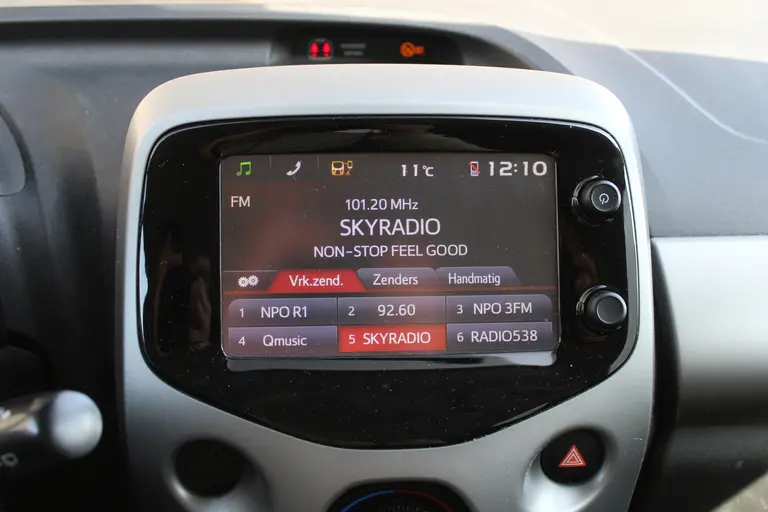 11°C 12:10
FM
101.20 MHz
SKYRADIO
NON-STOP FEEL GOOD
Vrk.zend. Zenders Handmatig
1 NPO R1 2 92.60 3 NPO 3FM
4 Qmusic 5 SKYRADIO 6 RADIO538